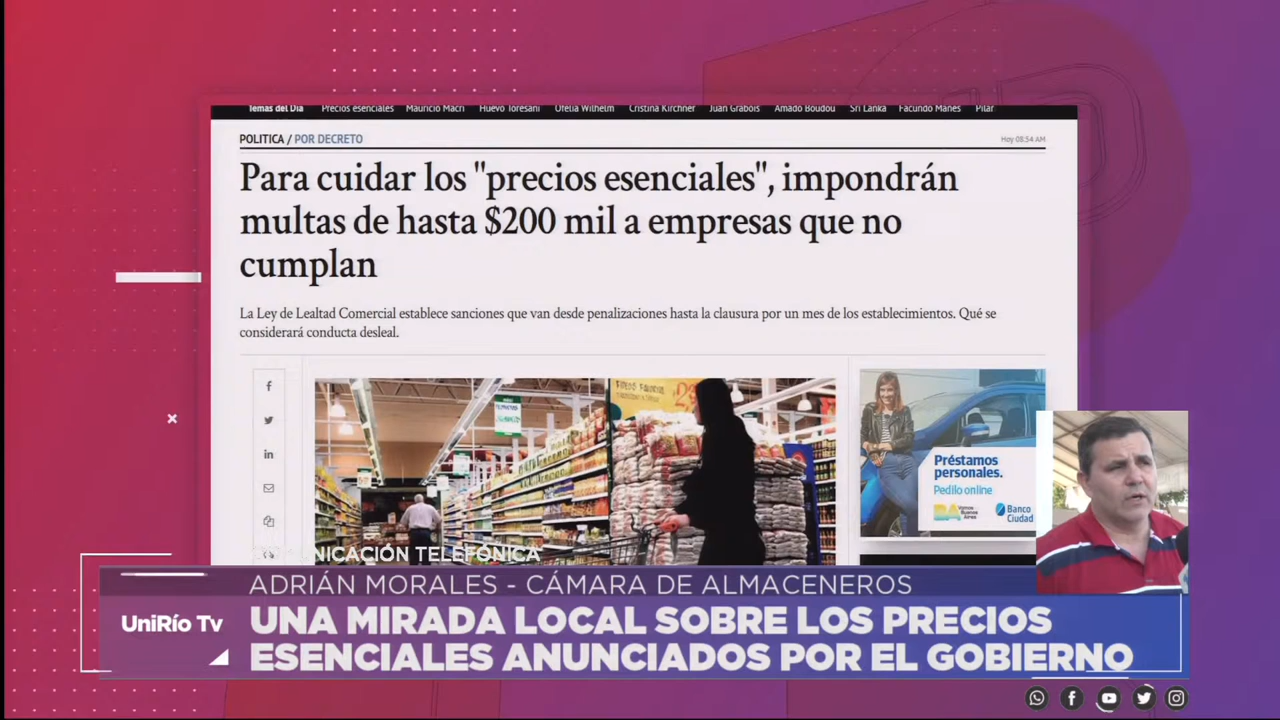 Temas del Día Precios esenciales Mauricio Macri Huevo Toresani Ofelia Wilhelm Cristina Kirchner Juan Grabois Amado Boudou Sri Lanka Facundo Manes Pilar
POLITICA / POR DECRETO
Hoy 08:54 AM
Para cuidar los "precios esenciales", impondrán
multas de hasta $200 mil a empresas que no
cumplan
La Ley de Lealtad Comercial establece sanciones que van desde penalizaciones hasta la clausura por un mes de los establecimientos. Qué se
considerará conducta desleal.
Préstamos
personales.
Pedilo online
BA Vamos Buenos Aires
Banco
Ciudad
NICACIÓN TELEFÓNICA
ADRIÁN MORALES - CÁMARA DE ALMACENEROS
UniRío Tv
UNA MIRADA LOCAL SOBRE LOS PRECIOS
ESENCIALES ANUNCIADOS POR EL GOBIERNO